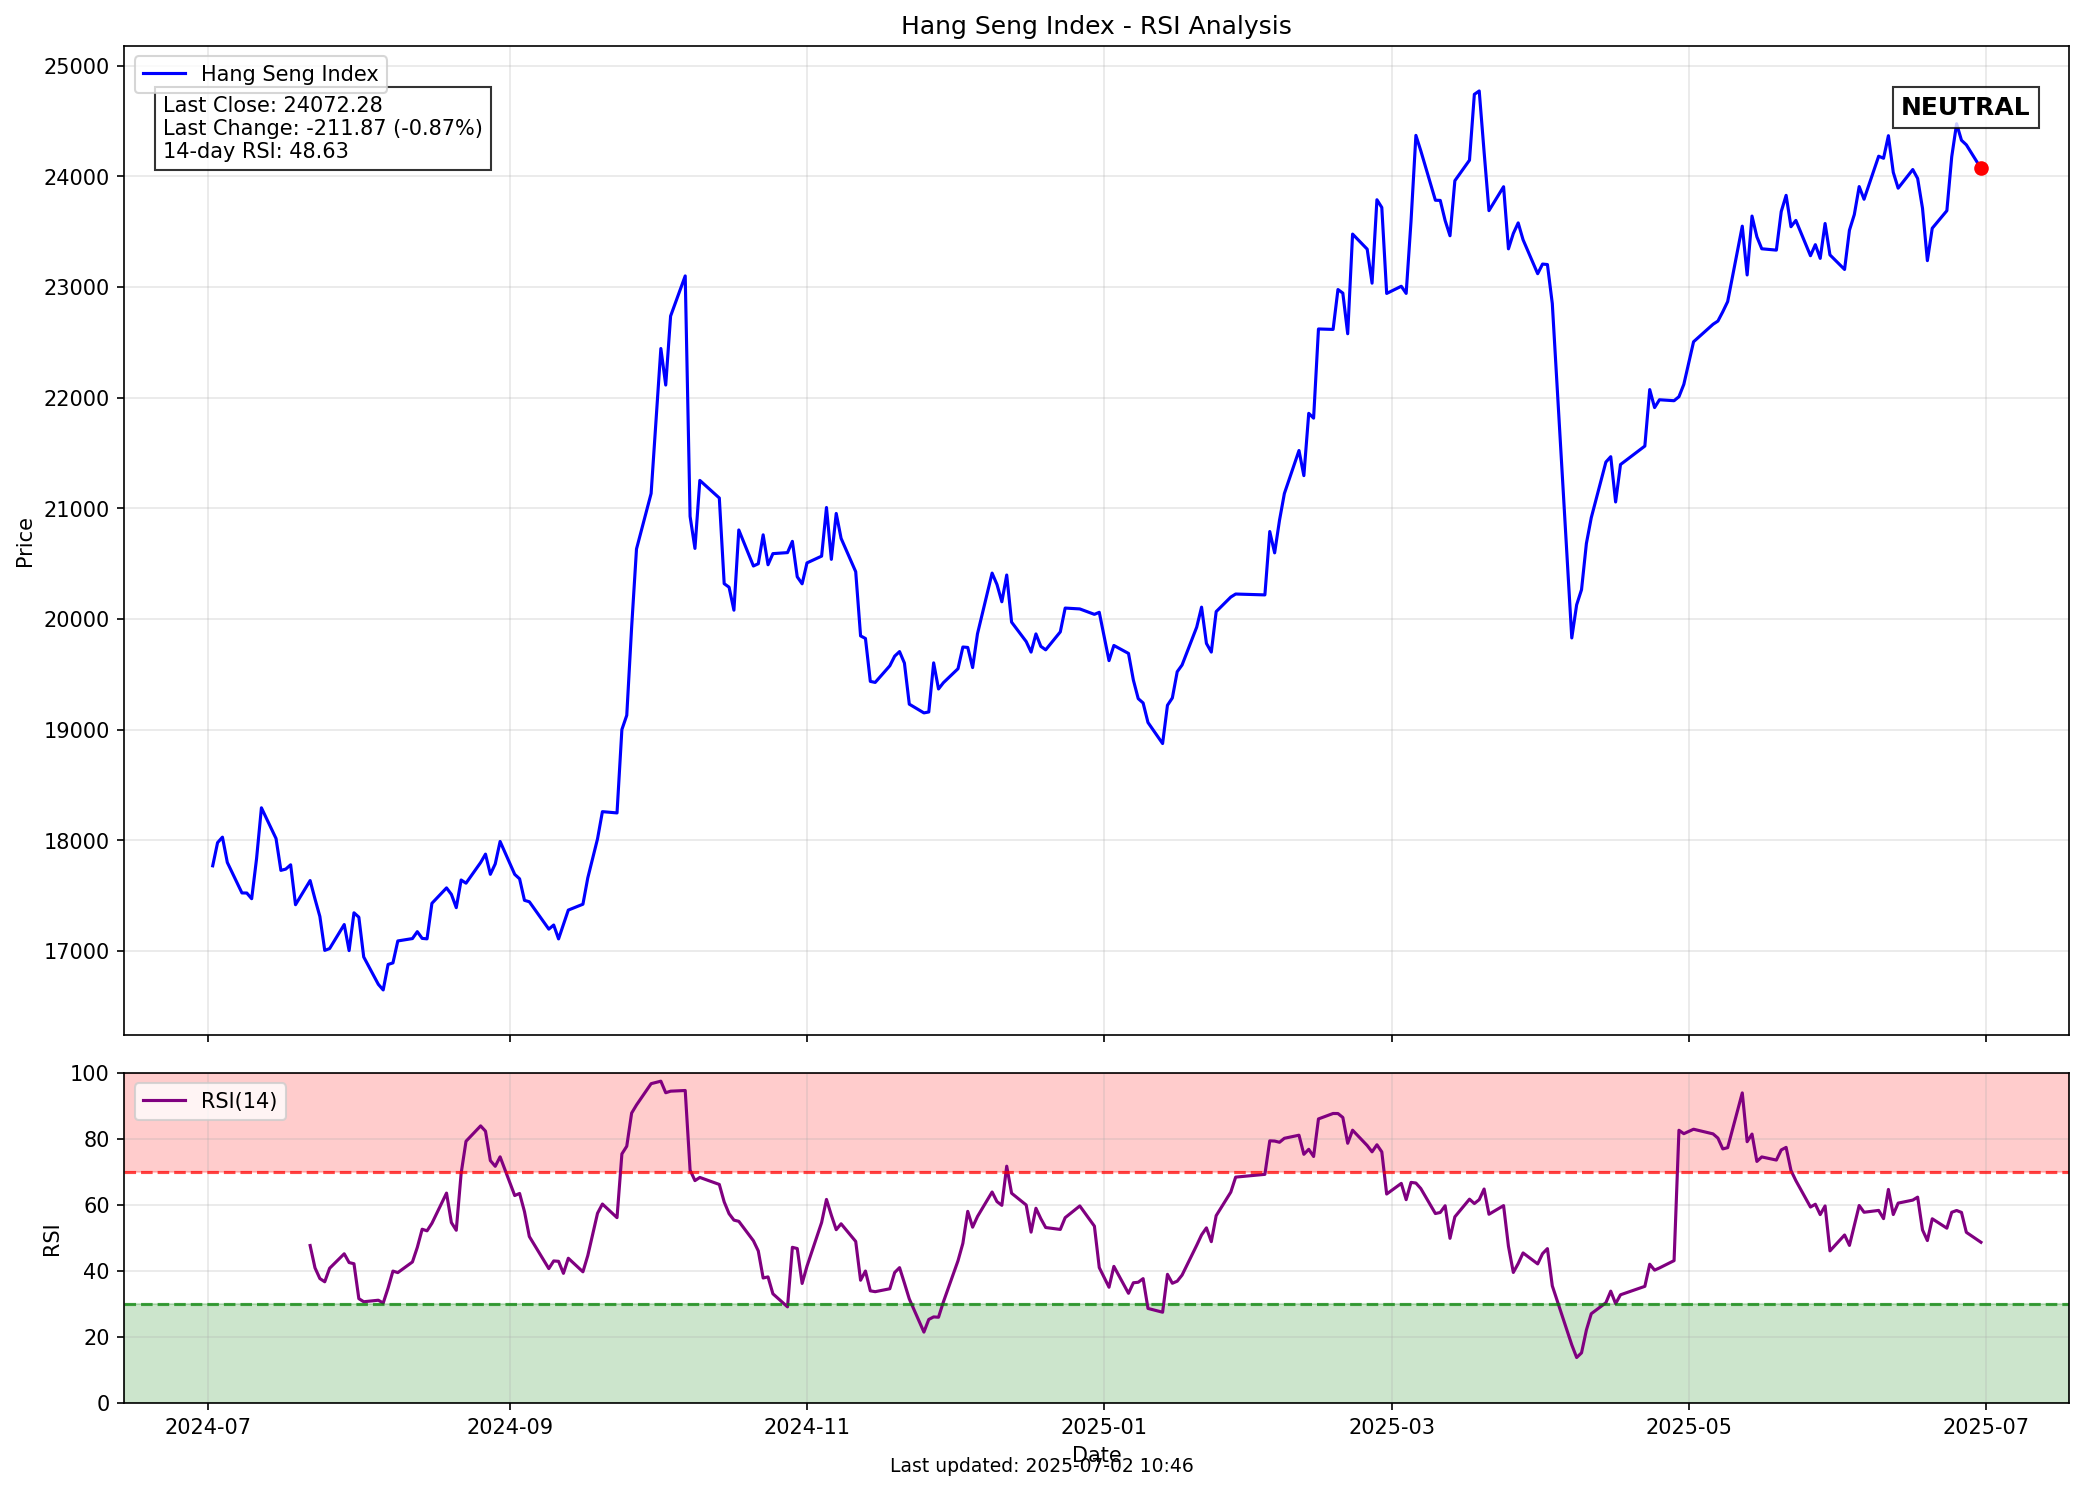 Hang Seng Index - RSI Analysis
Hang Seng Index
Last Close: 24072.28
Last Change: -211.87 (-0.87%)
14-day RSI: 48.63
NEUTRAL
25000
24000
23000
22000
21000
20000
19000
18000
17000
Price
RSI(14)
100
80
60
40
20
0
RSI
2024-07
2024-09
2024-11
2025-01
2025-03
2025-05
2025-07
Date
Last updated: 2025-07-02 10:46